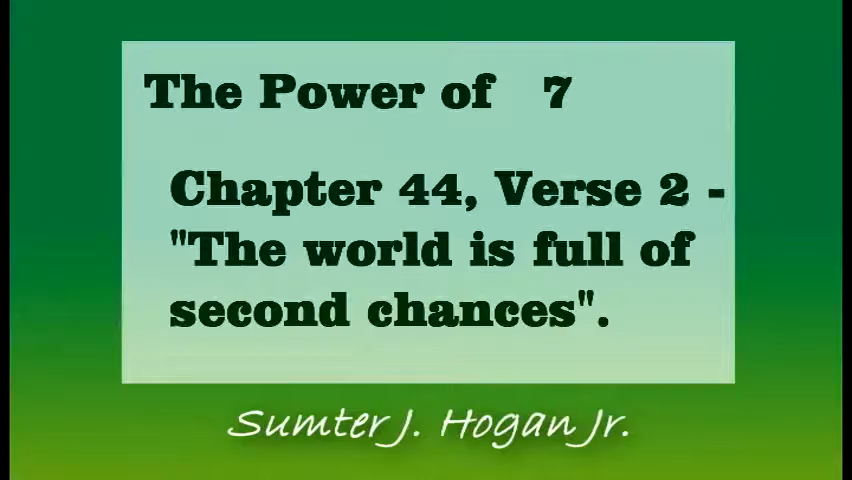 The Power of 7
Chapter 44, Verse 2 -
"The world is full of
second chances".
Sumter J. Hogan Jr.